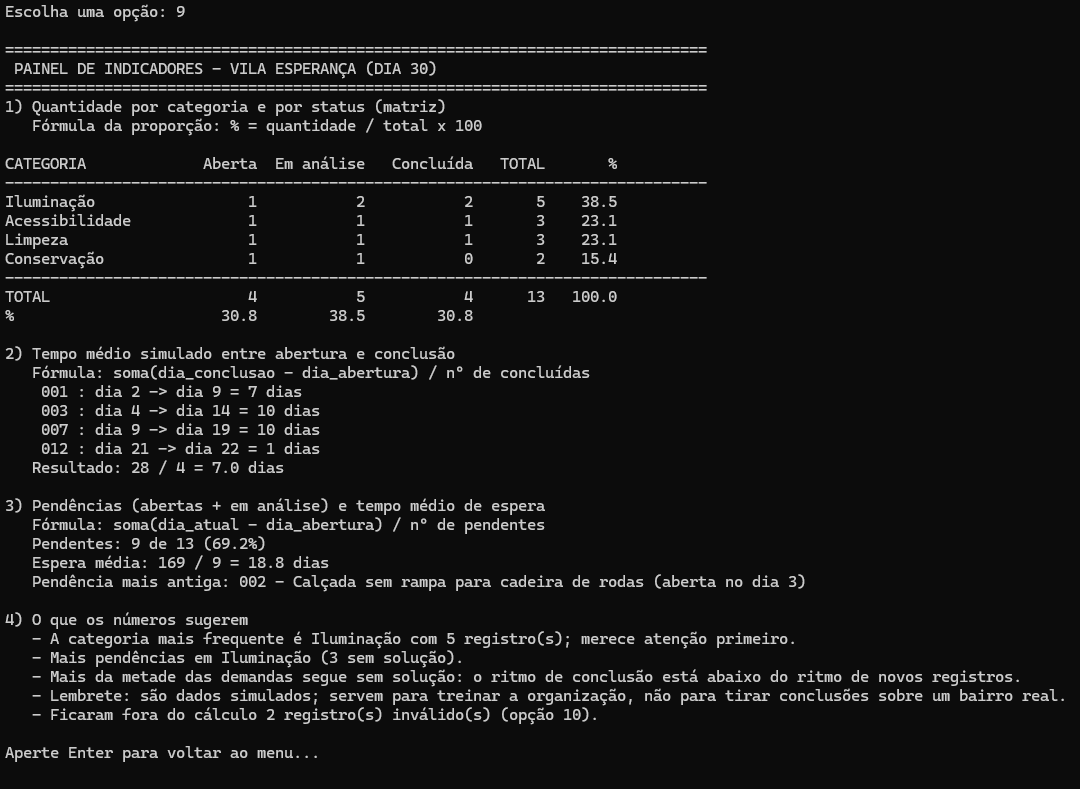 Escolha uma opção: 9
==============================================================================
PAINEL DE INDICADORES - VILA ESPERANÇA (DIA 30)
==============================================================================
1) Quantidade por categoria e por status (matriz)
Fórmula da proporção: % = quantidade / total x 100
CATEGORIA Aberta Em análise Concluída TOTAL %
------------------------------------------------------------------------------
Iluminação 1 2 2 5 38.5
Acessibilidade 1 1 1 3 23.1
Limpeza 1 1 1 3 23.1
Conservação 1 1 0 2 15.4
------------------------------------------------------------------------------
TOTAL 4 5 4 13 100.0
% 30.8 38.5 30.8
2) Tempo médio simulado entre abertura e conclusão
Fórmula: soma(dia_conclusao - dia_abertura) / nº de concluídas
001 : dia 2 -> dia 9 = 7 dias
003 : dia 4 -> dia 14 = 10 dias
007 : dia 9 -> dia 19 = 10 dias
012 : dia 21 -> dia 22 = 1 dias
Resultado: 28 / 4 = 7.0 dias
3) Pendências (abertas + em análise) e tempo médio de espera
Fórmula: soma(dia_atual - dia_abertura) / nº de pendentes
Pendentes: 9 de 13 (69.2%)
Espera média: 169 / 9 = 18.8 dias
Pendência mais antiga: 002 - Calçada sem rampa para cadeira de rodas (aberta no dia 3)
4) O que os números sugerem
- A categoria mais frequente é Iluminação com 5 registro(s); merece atenção primeiro.
- Mais pendências em Iluminação (3 sem solução).
- Mais da metade das demandas segue sem solução: o ritmo de conclusão está abaixo do ritmo de novos registros.
- Lembrete: são dados simulados; servem para treinar a organização, não para tirar conclusões sobre um bairro real.
- Ficaram fora do cálculo 2 registro(s) inválido(s) (opção 10).
Aperte Enter para voltar ao menu...